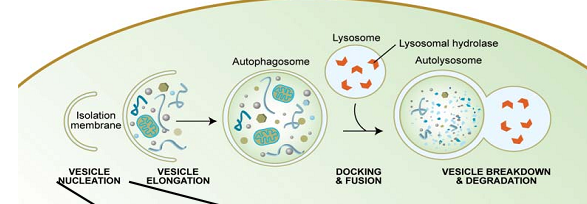 Lysosome
Lysosomal hydrolase
Autophagosome
Autolysosome
Isolation
membrane
VESICLE
NUCLEATION
VESICLE
ELONGATION
DOCKING
& FUSION
VESICLE BREAKDOWN
& DEGRADATION